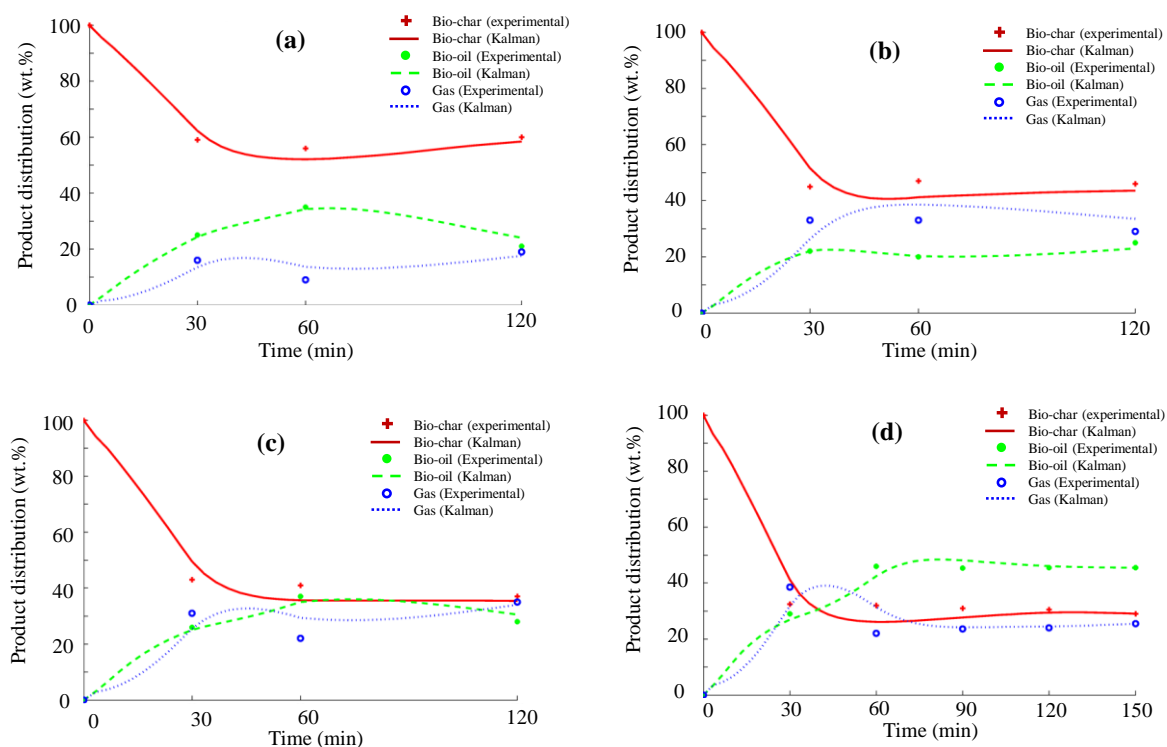 (a)
Bio-char (experimental)
Bio-char (Kalman)
Bio-oil (Experimental)
Bio-oil (Kalman)
Gas (Experimental)
Gas (Kalman)
Product distribution (wt.%)
100
80
60
40
20
0
0
30
60
120
Time (min)
(b)
Bio-char (experimental)
Bio-char (Kalman)
Bio-oil (Experimental)
Bio-oil (Kalman)
Gas (Experimental)
Gas (Kalman)
Product distribution (wt.%)
100
80
60
40
20
0
0
30
60
120
Time (min)
(c)
Bio-char (experimental)
Bio-char (Kalman)
Bio-oil (Experimental)
Bio-oil (Kalman)
Gas (Experimental)
Gas (Kalman)
Product distribution (wt.%)
100
80
60
40
20
0
0
30
60
120
Time (min)
(d)
Bio-char (experimental)
Bio-char (Kalman)
Bio-oil (Experimental)
Bio-oil (Kalman)
Gas (Experimental)
Gas (Kalman)
Product distribution (wt.%)
100
80
60
40
20
0
0
30
60
90
120
150
Time (min)